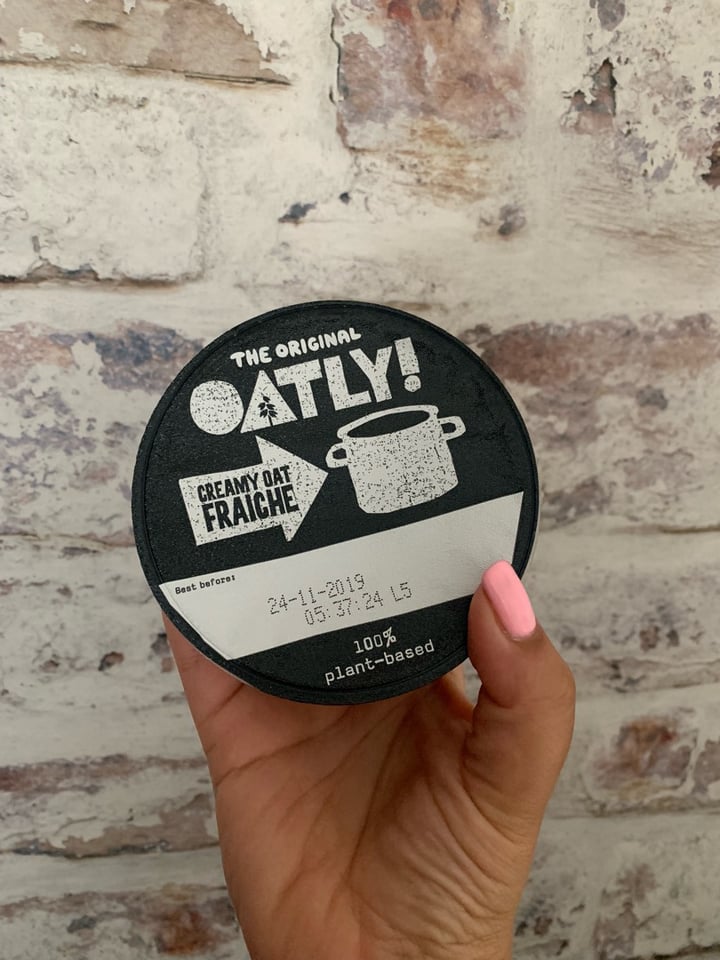 THE ORIGINAL
OATLY!
CREAMY OAT
FRAICHE
Best before:
24-11-2019
05:37:24 L5
100%
plant-based